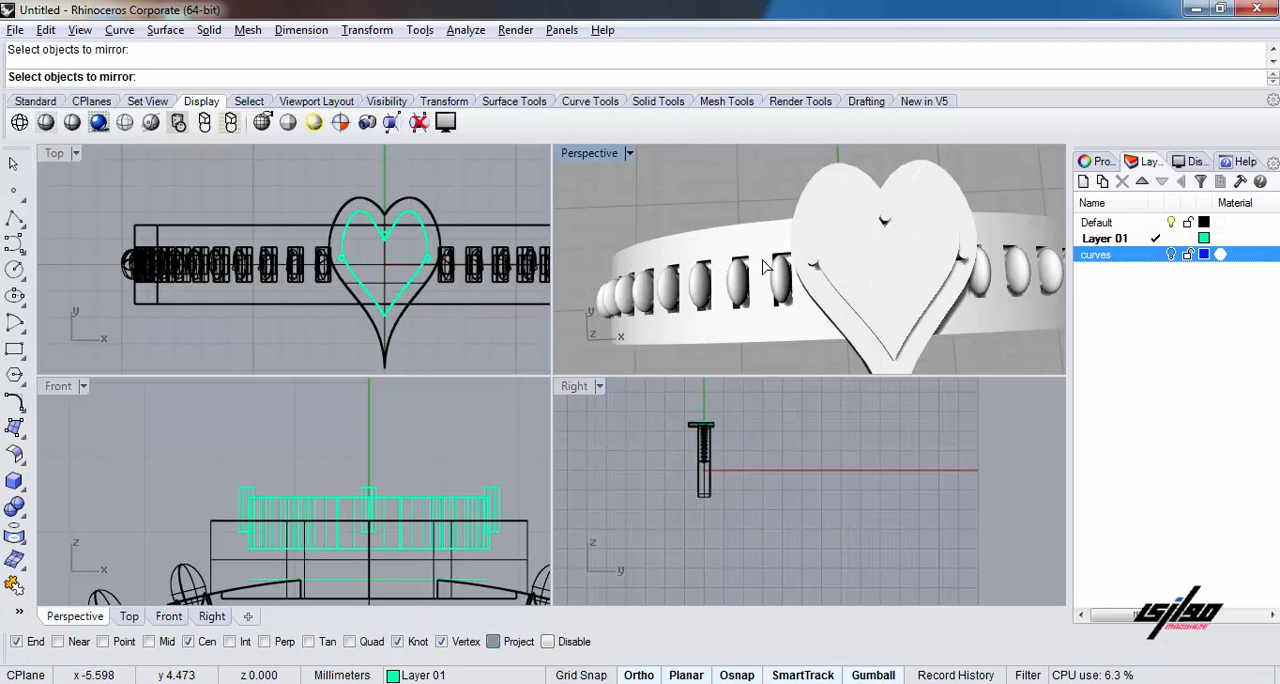 Untitled - Rhinoceros Corporate (64-bit)
File Edit View Curve Surface Solid Mesh Dimension Transform Tools Analyze Render Panels Help
Select objects to mirror:
Select objects to mirror:
Standard CPlanes Set View Display Select Viewport Layout Visibility Transform Surface Tools Curve Tools Solid Tools Mesh Tools Render Tools Drafting New in V5
Top
Perspective
Pro... Lay... Dis... Help
Name Material
Default
Layer 01
curves
y x
z y x
Front
Right
z x
z y
Perspective Top Front Right
موازی
End Near Point Mid Cen Int Perp Tan Quad Knot Vertex Project Disable
CPlane x -5.598 y 4.473 z 0.000 Millimeters Layer 01 Grid Snap Ortho Planar Osnap SmartTrack Gumball Record History Filter CPU use: 6.3 %